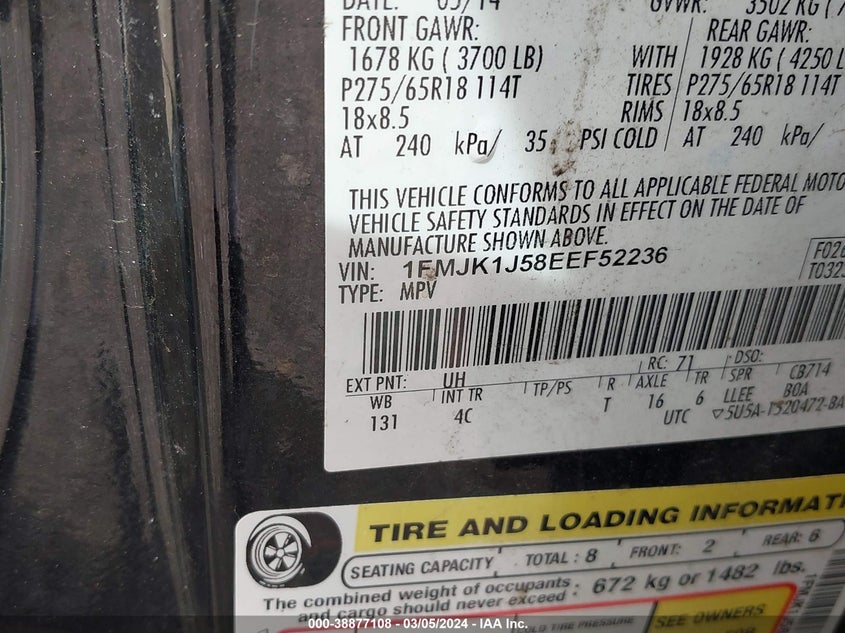 DATE: 05/14 GVWR: 3502 KG (
FRONT GAWR: REAR GAWR:
1678 KG ( 3700 LB) WITH 1928 KG ( 4250 L
P275/65R18 114T TIRES P275/65R18 114T
18x8.5 RIMS 18x8.5
AT 240 kPa/ 35 PSI COLD AT 240 kPa/
THIS VEHICLE CONFORMS TO ALL APPLICABLE FEDERAL MOTO
VEHICLE SAFETY STANDARDS IN EFFECT ON THE DATE OF
MANUFACTURE SHOWN ABOVE.
VIN: 1FMJK1J58EEF52236
TYPE: MPV
F026
T0323
EXT PNT: UH RC: 71 DSO:
WB INT TR TP/PS R AXLE TR SPR CB714
131 4C T 16 6 LLEE BOA
UTC ▽5U5A-1520472-BA
TIRE AND LOADING INFORMATI
SEATING CAPACITY TOTAL: 8 FRONT: 2 REAR: 6
The combined weight of occupants
and cargo should never exceed: 672 kg or 1482 lbs.
COLD TIRE PRESSURE SEE OWNERS
000-38877108 - 03/05/2024 - IAA Inc.